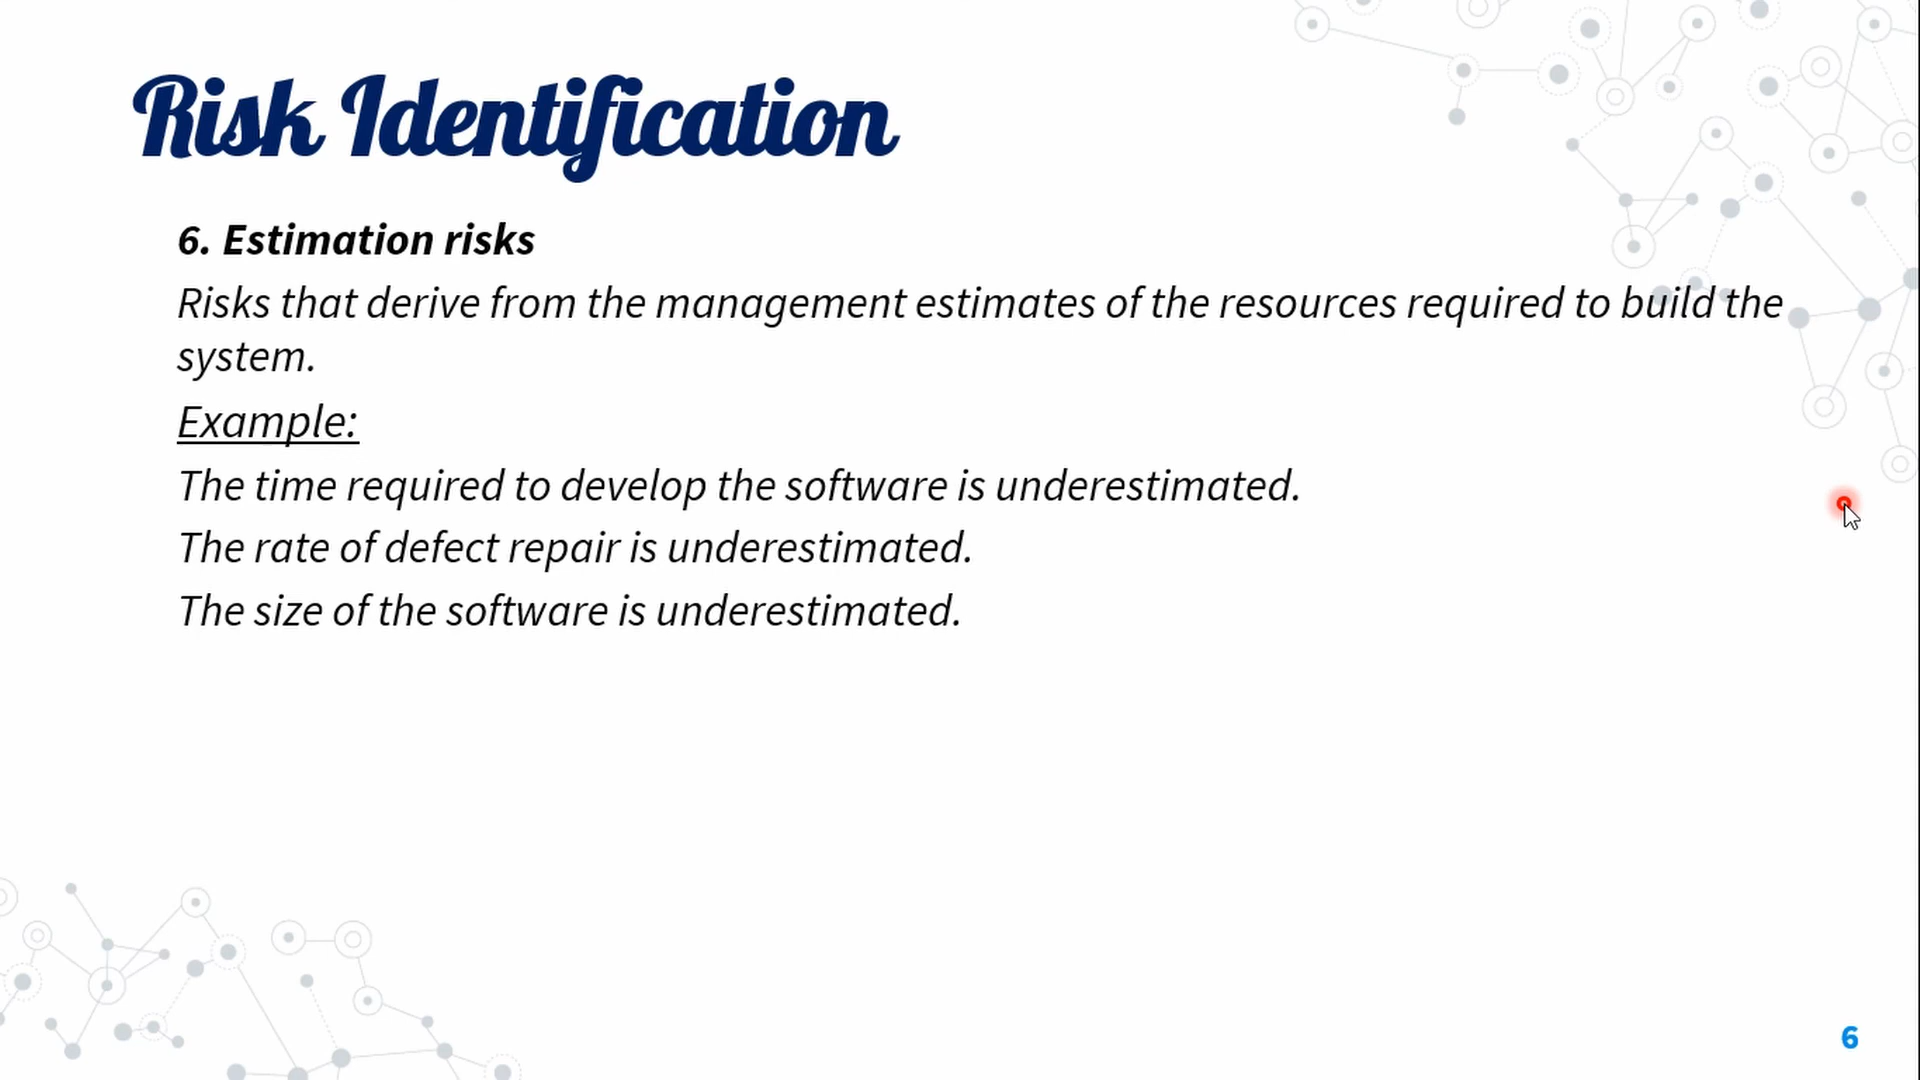 Risk Identification
6. Estimation risks
Risks that derive from the management estimates of the resources required to build the
system.
Example:
The time required to develop the software is underestimated.
The rate of defect repair is underestimated.
The size of the software is underestimated.
6